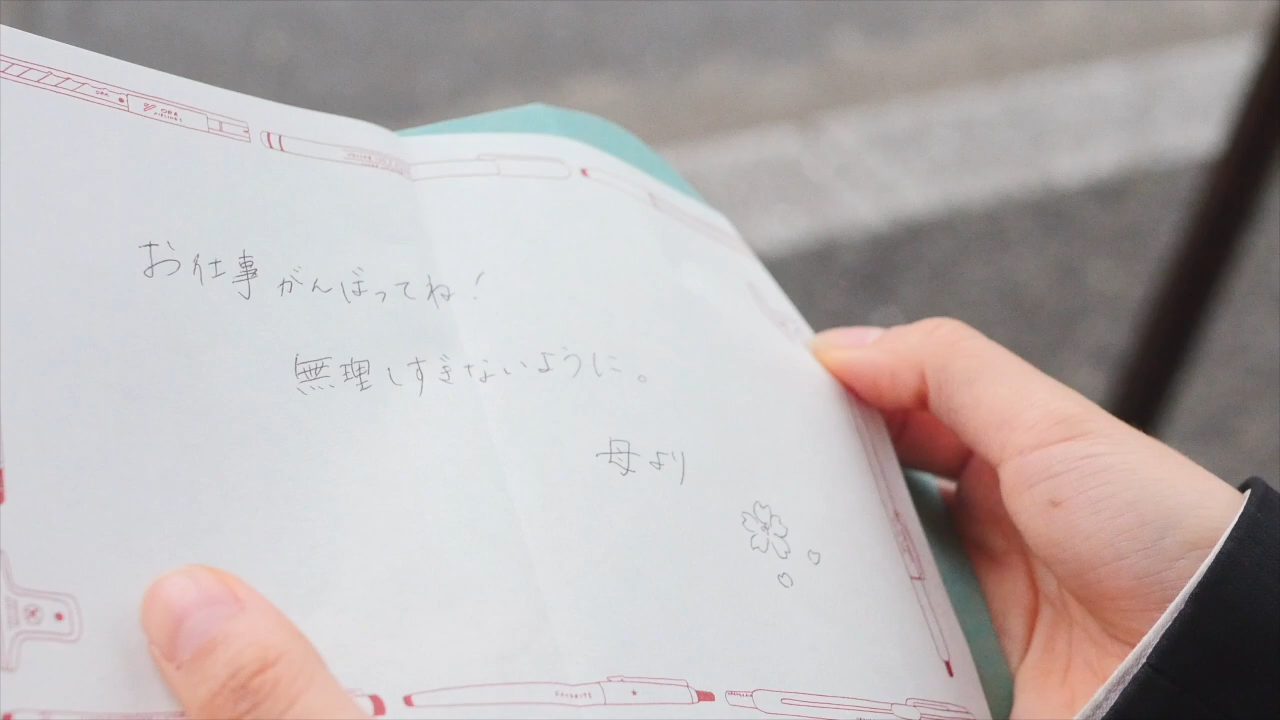 お仕事がんばってね!
無理しすぎないように。
母より